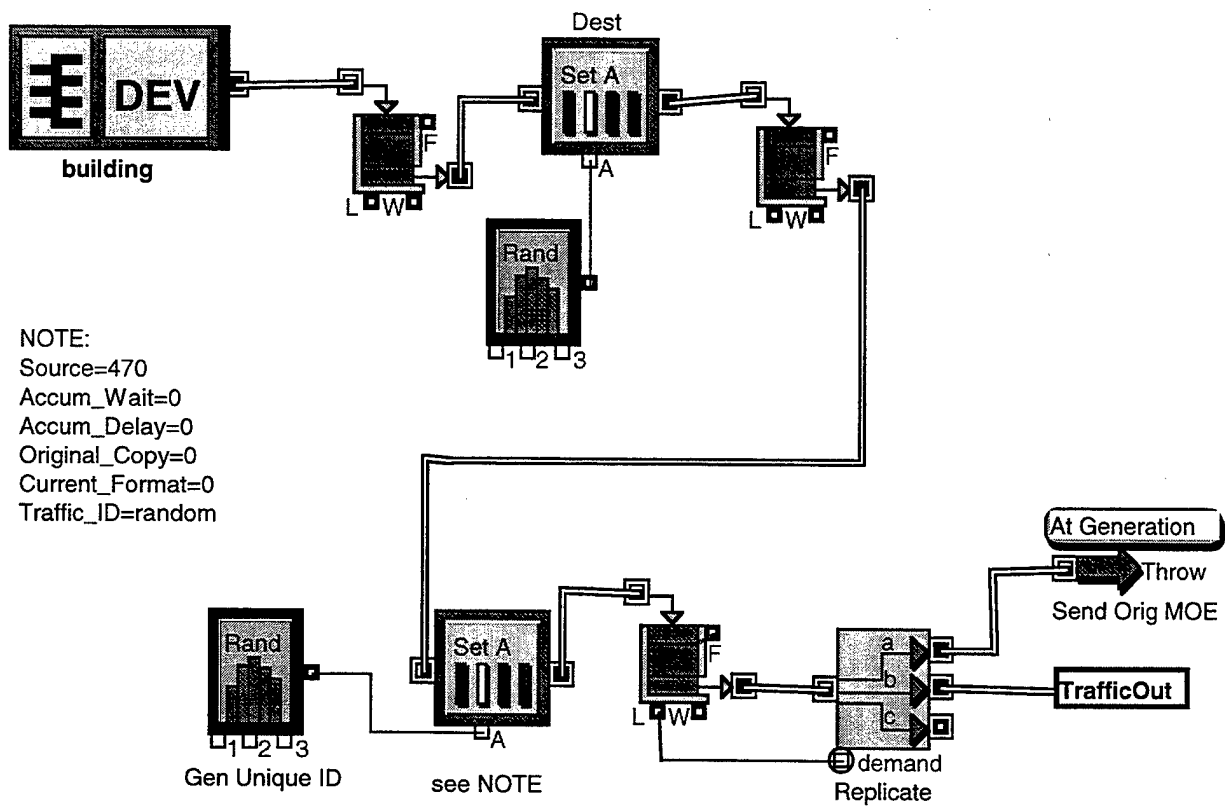 Dest
DEV
building
Set A
A
F
L W
F
L W
Rand
1 2 3
NOTE:
Source=470
Accum_Wait=0
Accum_Delay=0
Original_Copy=0
Current_Format=0
Traffic_ID=random
At Generation
Throw
Send Orig MOE
Rand
1 2 3
Gen Unique ID
Set A
A
see NOTE
F
L W
a
b
c
demand
Replicate
TrafficOut